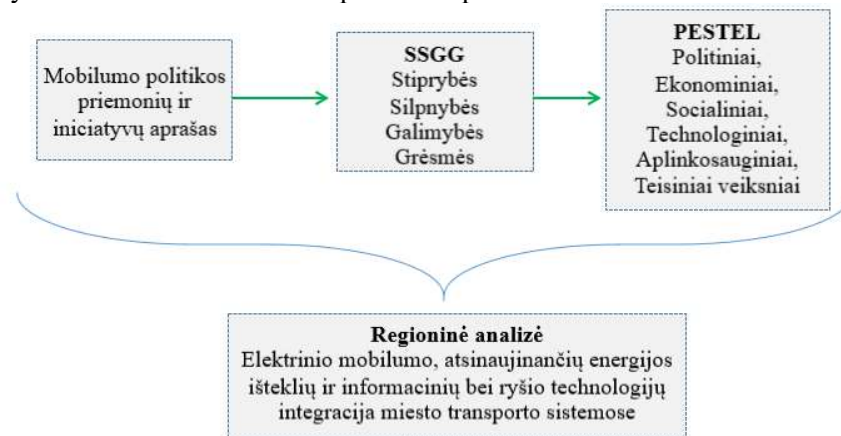 Mobilumo politikos
priemonių ir
iniciatyvų aprašas
SSGG
Stiprybės
Silpnybės
Galimybės
Grėsmės
PESTEL
Politiniai,
Ekonominiai,
Socialiniai,
Technologiniai,
Aplinkosauginiai,
Teisiniai veiksniai
Regioninė analizė
Elektrinio mobilumo, atsinaujinančių energijos
išteklių ir informacinių bei ryšio technologijų
integracija miesto transporto sistemose